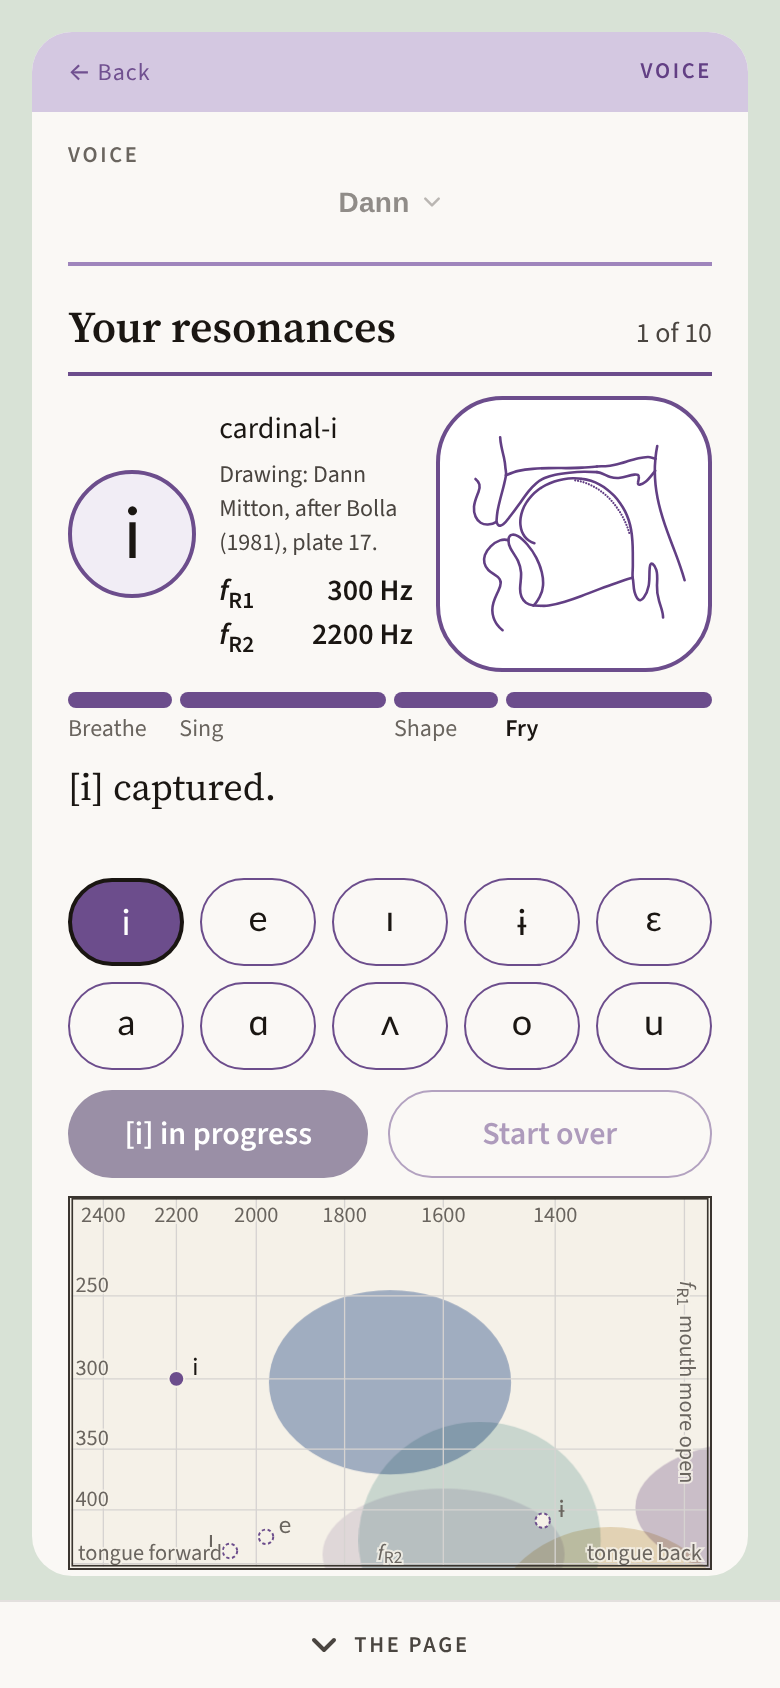 ← Back
VOICE
VOICE
Dann
Your resonances
1 of 10
i
cardinal-i
Drawing: Dann
Mitton, after Bolla
(1981), plate 17.
fR1 300 Hz
fR2 2200 Hz
Breathe Sing Shape Fry
[i] captured.
i e ɪ ɨ ɛ
a ɑ ʌ o u
[i] in progress
Start over
2400 2200 2000 1800 1600 1400
250
300
350
400
i
e
ɪ
ɨ
fR1 mouth more open
tongue forward
fR2
tongue back
THE PAGE